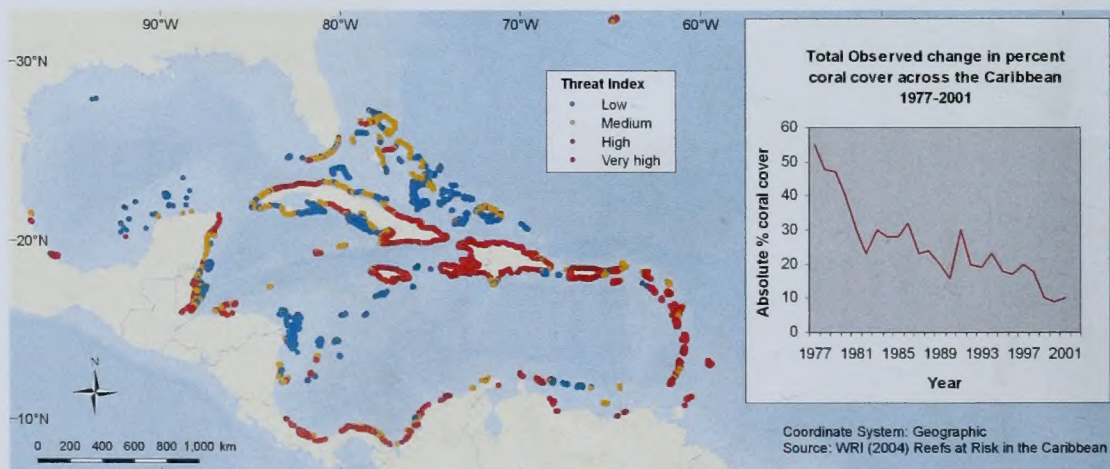 90°W
80°W
70°W
60°W
30°N
20°N
10°N
Threat Index
Low
Medium
High
Very high
N
0 200 400 600 800 1,000 km
Total Observed change in percent
coral cover across the Caribbean
1977-2001
Absolute % coral cover
60
50
40
30
20
10
0
1977 1981 1985 1989 1993 1997 2001
Year
Coordinate System: Geographic
Source: WRI (2004) Reefs at Risk in the Caribbean